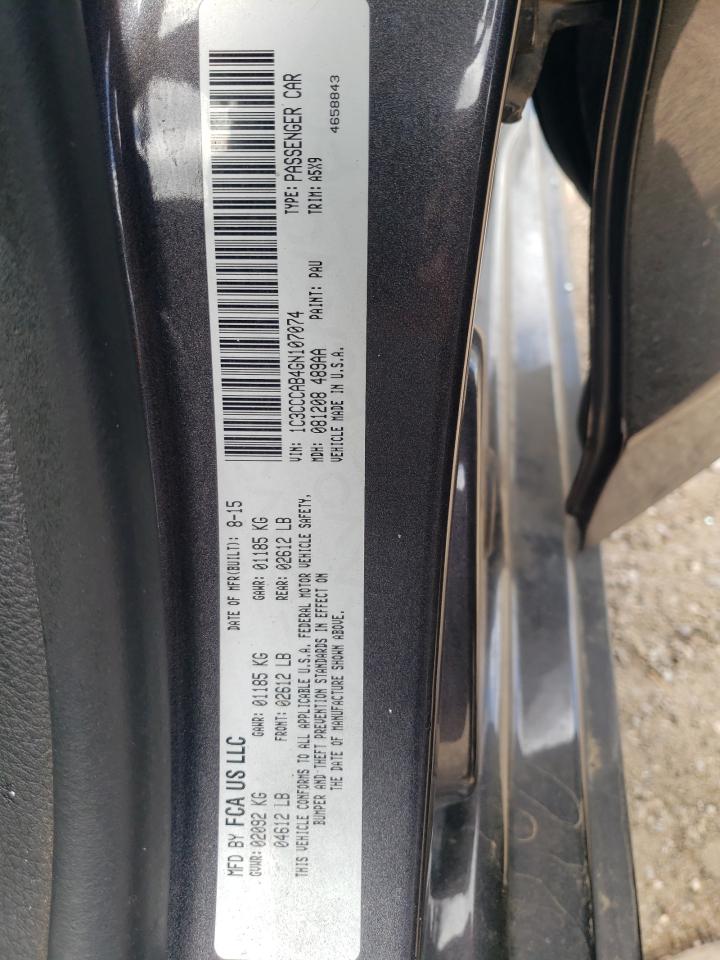 MFD BY FCA US LLC
DATE OF MFR(BUILT): 8-15
GVWR: 02092 KG
GAWR: 01185 KG
GAWR: 01185 KG
04612 LB
FRONT: 02612 LB
REAR: 02612 LB
THIS VEHICLE CONFORMS TO ALL APPLICABLE U.S.A. FEDERAL MOTOR VEHICLE SAFETY,
BUMPER AND THEFT PREVENTION STANDARDS IN EFFECT ON
THE DATE OF MANUFACTURE SHOWN ABOVE.
VIN: 1C3CCCAB4GN107074
TYPE: PASSENGER CAR
MDH: 081208 489AA
PAINT: PAU
TRIM: A5X9
VEHICLE MADE IN U.S.A.
4658843